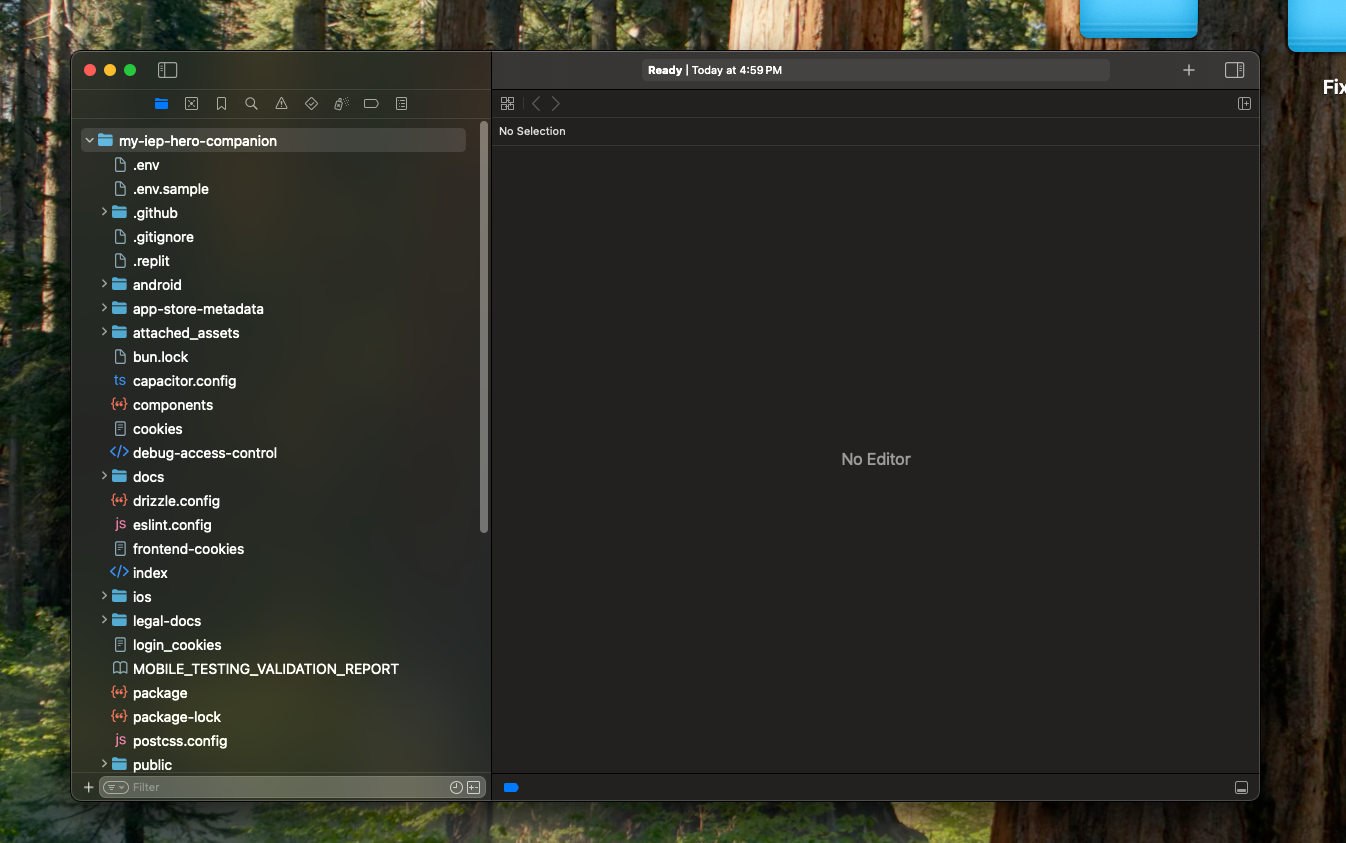 Ready | Today at 4:59 PM
Fix
No Selection
my-iep-hero-companion
.env
.env.sample
.github
.gitignore
.replit
android
app-store-metadata
attached_assets
bun.lock
ts capacitor.config
components
cookies
debug-access-control
docs
drizzle.config
js eslint.config
frontend-cookies
index
ios
legal-docs
login_cookies
MOBILE_TESTING_VALIDATION_REPORT
package
package-lock
js postcss.config
public
Filter
No Editor